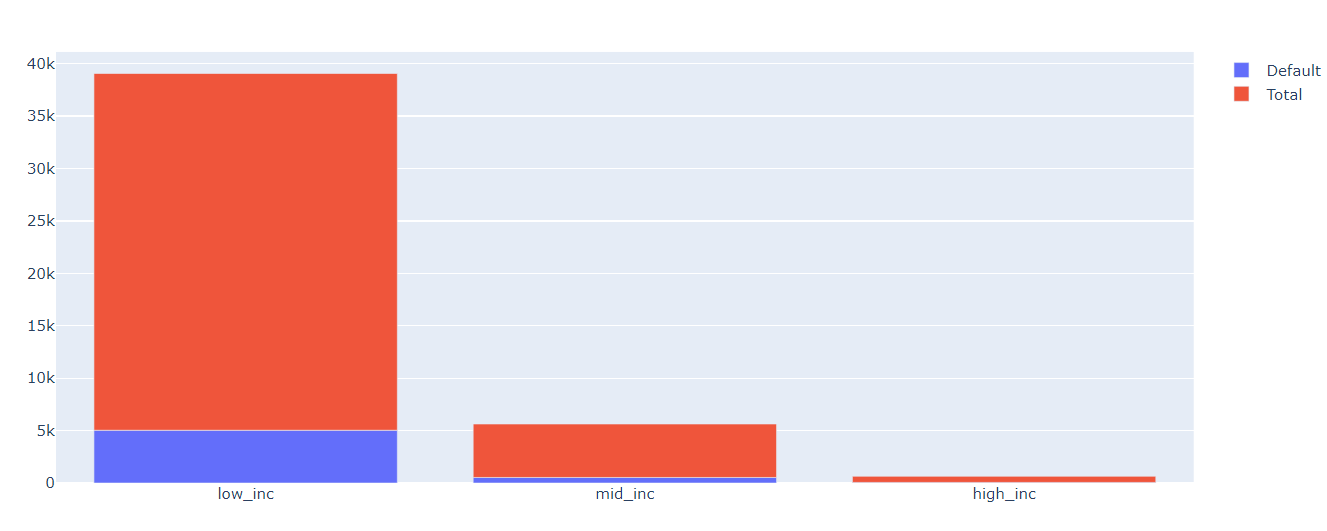 40k
35k
30k
25k
20k
15k
10k
5k
0
low_inc
mid_inc
high_inc
Default
Total